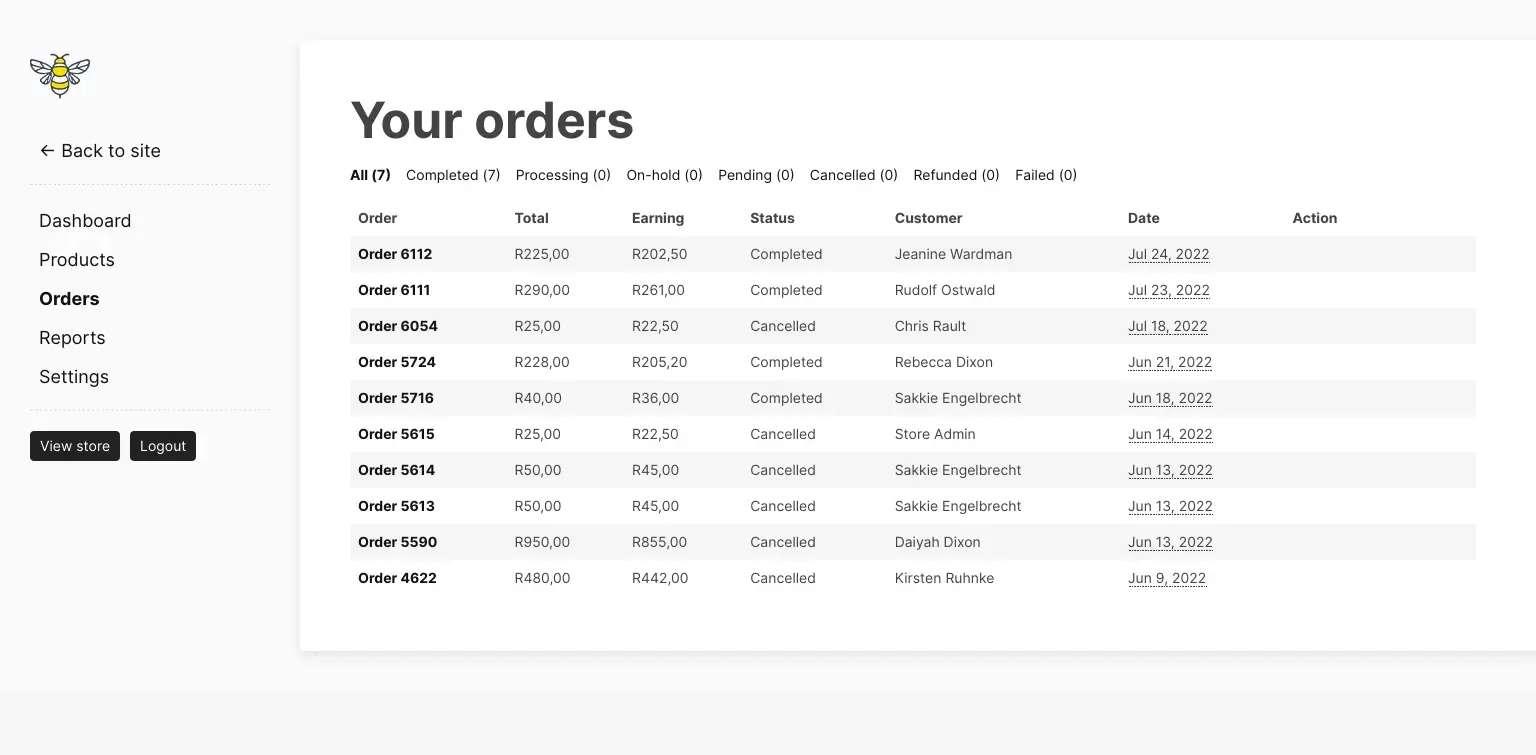 ← Back to site
Dashboard
Products
Orders
Reports
Settings
View store Logout
Your orders
All (7) Completed (7) Processing (0) On-hold (0) Pending (0) Cancelled (0) Refunded (0) Failed (0)
Order Total Earning Status Customer Date Action
Order 6112 R225,00 R202,50 Completed Jeanine Wardman Jul 24, 2022
Order 6111 R290,00 R261,00 Completed Rudolf Ostwald Jul 23, 2022
Order 6054 R25,00 R22,50 Cancelled Chris Rault Jul 18, 2022
Order 5724 R228,00 R205,20 Completed Rebecca Dixon Jun 21, 2022
Order 5716 R40,00 R36,00 Completed Sakkie Engelbrecht Jun 18, 2022
Order 5615 R25,00 R22,50 Cancelled Store Admin Jun 14, 2022
Order 5614 R50,00 R45,00 Cancelled Sakkie Engelbrecht Jun 13, 2022
Order 5613 R50,00 R45,00 Cancelled Sakkie Engelbrecht Jun 13, 2022
Order 5590 R950,00 R855,00 Cancelled Daiyah Dixon Jun 13, 2022
Order 4622 R480,00 R442,00 Cancelled Kirsten Ruhnke Jun 9, 2022